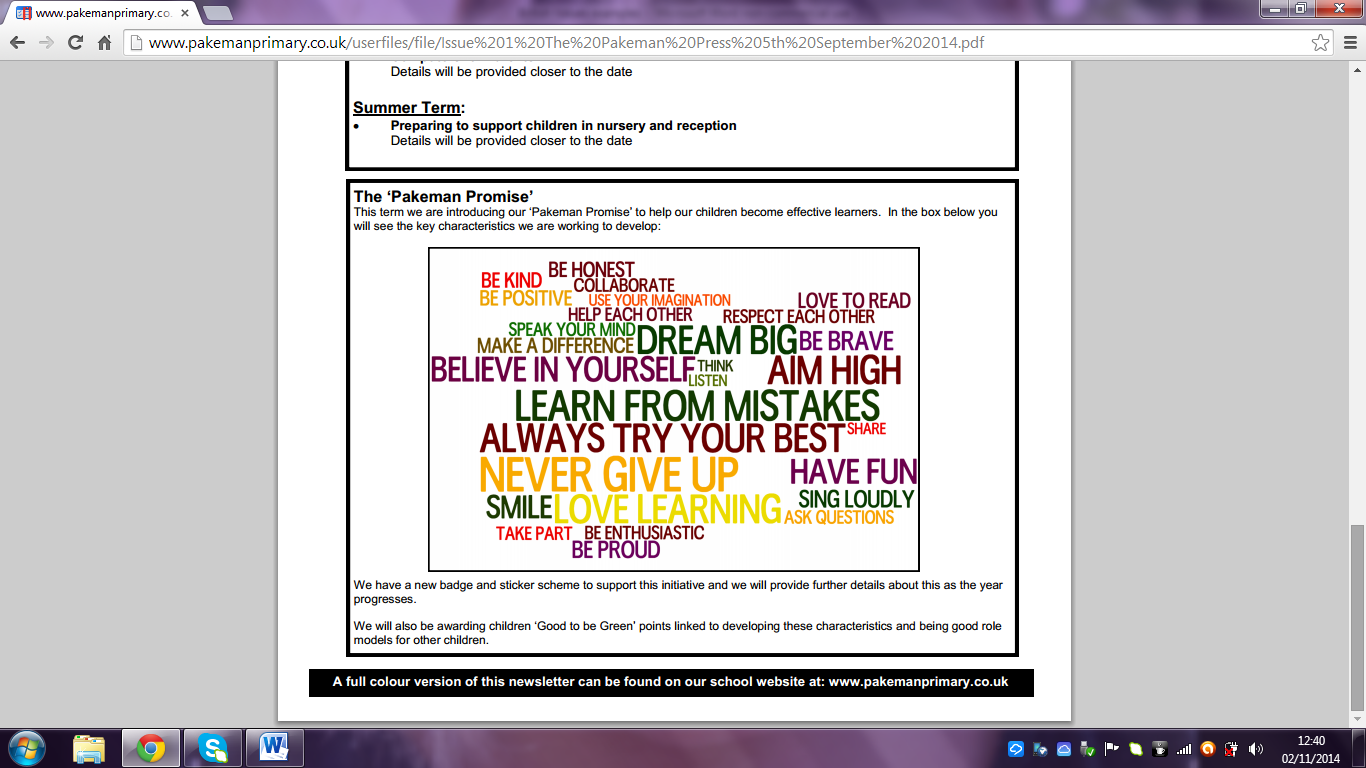 www.pakemanprimary.co.
www.pakemanprimary.co.uk/userfiles/file/Issue%201%20The%20Pakeman%20Press%205th%20September%202014.pdf
Details will be provided closer to the date
Summer Term:
• Preparing to support children in nursery and reception
Details will be provided closer to the date
The ‘Pakeman Promise’
This term we are introducing our ‘Pakeman Promise’ to help our children become effective learners. In the box below you
will see the key characteristics we are working to develop:
BE HONEST
BE KIND COLLABORATE
BE POSITIVE USE YOUR IMAGINATION LOVE TO READ
HELP EACH OTHER RESPECT EACH OTHER
SPEAK YOUR MIND DREAM BIG BE BRAVE
MAKE A DIFFERENCE
BELIEVE IN YOURSELF THINK AIM HIGH
LISTEN
LEARN FROM MISTAKES
ALWAYS TRY YOUR BEST SHARE
NEVER GIVE UP HAVE FUN
SMILE LOVE LEARNING SING LOUDLY
ASK QUESTIONS
TAKE PART BE ENTHUSIASTIC
BE PROUD
We have a new badge and sticker scheme to support this initiative and we will provide further details about this as the year
progresses.
We will also be awarding children ‘Good to be Green’ points linked to developing these characteristics and being good role
models for other children.
A full colour version of this newsletter can be found on our school website at: www.pakemanprimary.co.uk
12:40
02/11/2014